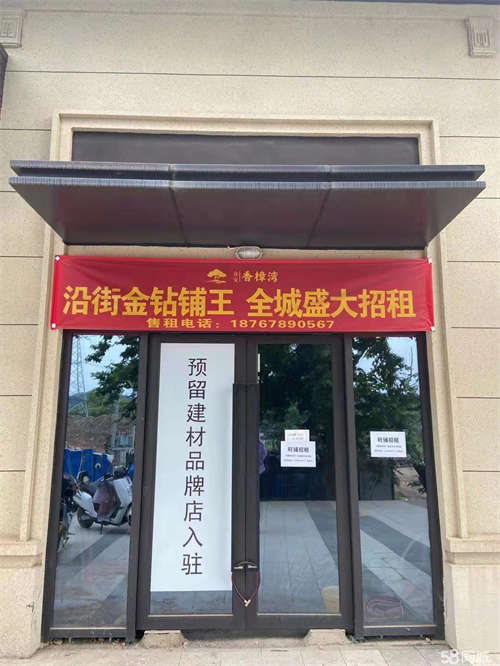 香樟湾
沿街金钻铺王 全城盛大招租
售租电话：18767890567
预留建材品牌店入驻
旺铺招租
旺铺招租
58同城